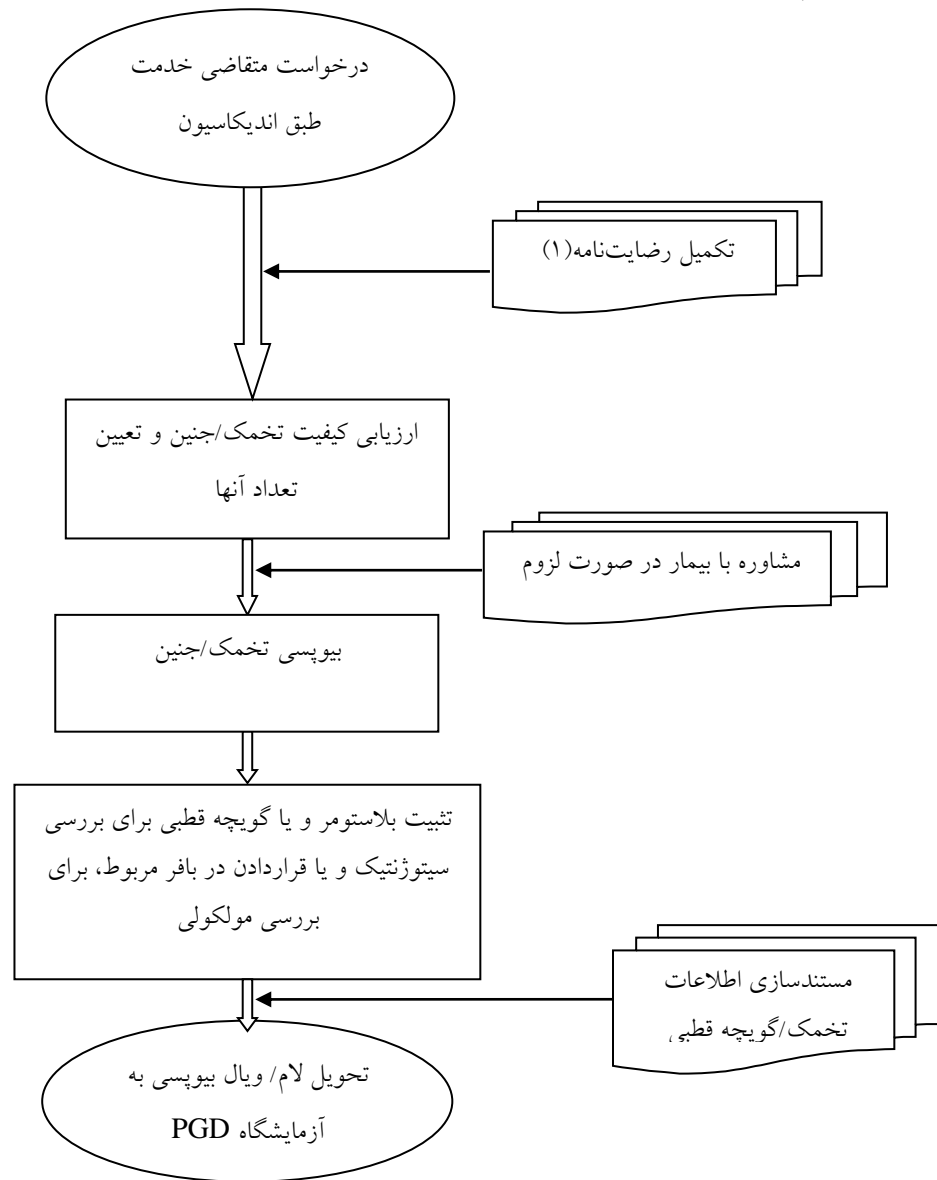 درخواست متقاضی خدمت
طبق اندیکاسیون
تکمیل رضایت‌نامه(۱)
ارزیابی کیفیت تخمک/جنین و تعیین
تعداد آنها
مشاوره با بیمار در صورت لزوم
بیوپسی تخمک/جنین
تثبیت بلاستومر و یا گویچه قطبی برای بررسی
سیتوژنتیک و یا قراردادن در بافر مربوط، برای
بررسی مولکولی
مستندسازی اطلاعات
تخمک/گویچه قطبی
تحویل لام/ ویال بیوپسی به
آزمایشگاه PGD